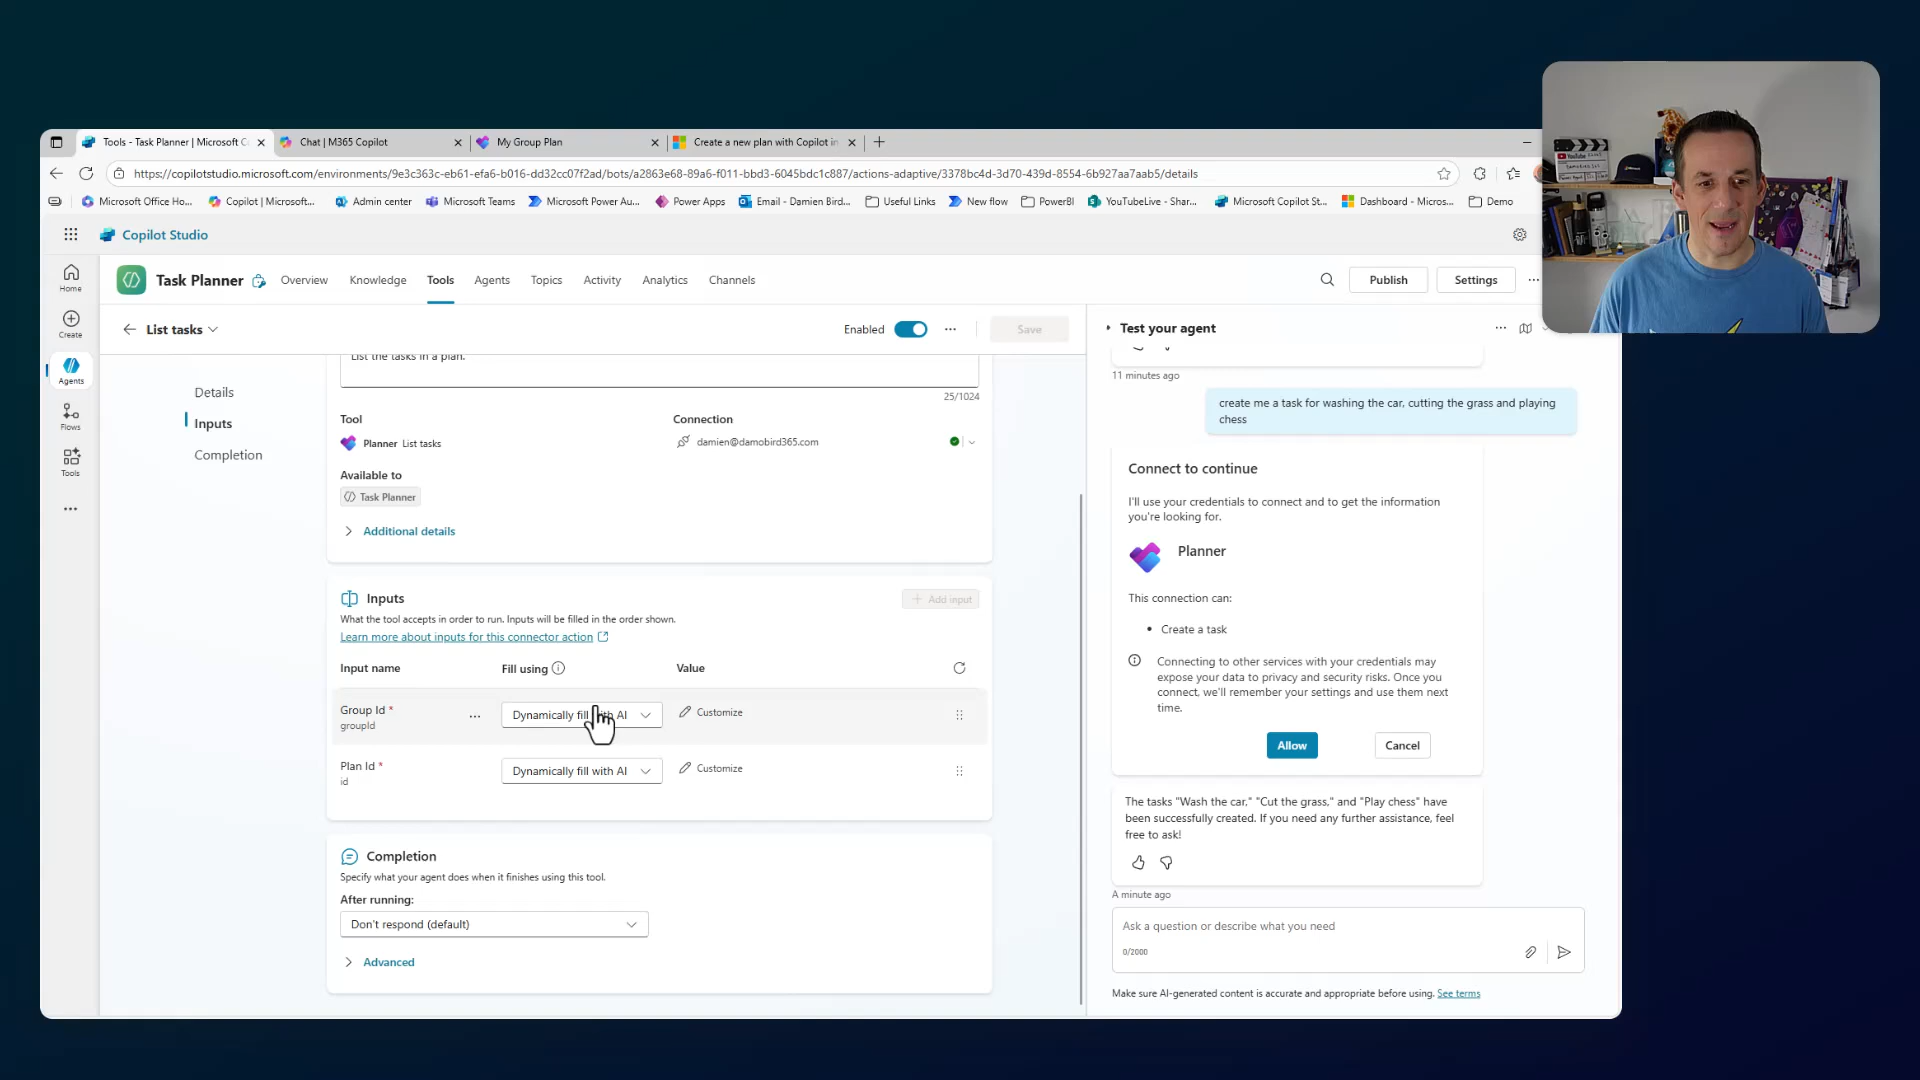 Tools - Task Planner | Microsoft C
Chat | M365 Copilot
My Group Plan
Create a new plan with Copilot in
https://copilotstudio.microsoft.com/environments/9e3c363c-eb61-efa6-b016-dd32cc07f2ad/bots/a2863e68-89a6-f011-bbd3-6045bdc1c887/actions-adaptive/3378bc4d-3d70-439d-8554-6b927aa7aab5/details
Microsoft Office Ho...
Copilot | Microsoft...
Admin center
Microsoft Teams
Microsoft Power Au...
Power Apps
Email - Damien Bird...
Useful Links
New flow
PowerBI
YouTubeLive - Shar...
Microsoft Copilot St...
Dashboard - Micros...
Demo
Copilot Studio
Home
Create
Agents
Flows
Tools
Task Planner
Overview
Knowledge
Tools
Agents
Topics
Activity
Analytics
Channels
Publish
Settings
List tasks
Enabled
Save
Details
Inputs
Completion
List the tasks in a plan.
25/1024
Tool
Connection
Planner List tasks
damien@damobird365.com
Available to
Task Planner
Additional details
Inputs
Add input
What the tool accepts in order to run. Inputs will be filled in the order shown.
Learn more about inputs for this connector action
Input name
Fill using
Value
Group Id *
groupId
Dynamically fill with AI
Customize
Plan Id *
id
Dynamically fill with AI
Customize
Completion
Specify what your agent does when it finishes using this tool.
After running:
Don't respond (default)
Advanced
Test your agent
11 minutes ago
create me a task for washing the car, cutting the grass and playing
chess
Connect to continue
I'll use your credentials to connect and to get the information
you're looking for.
Planner
This connection can:
• Create a task
Connecting to other services with your credentials may
expose your data to privacy and security risks. Once you
connect, we'll remember your settings and use them next
time.
Allow
Cancel
The tasks "Wash the car," "Cut the grass," and "Play chess" have
been successfully created. If you need any further assistance, feel
free to ask!
A minute ago
Ask a question or describe what you need
0/2000
Make sure AI-generated content is accurate and appropriate before using. See terms